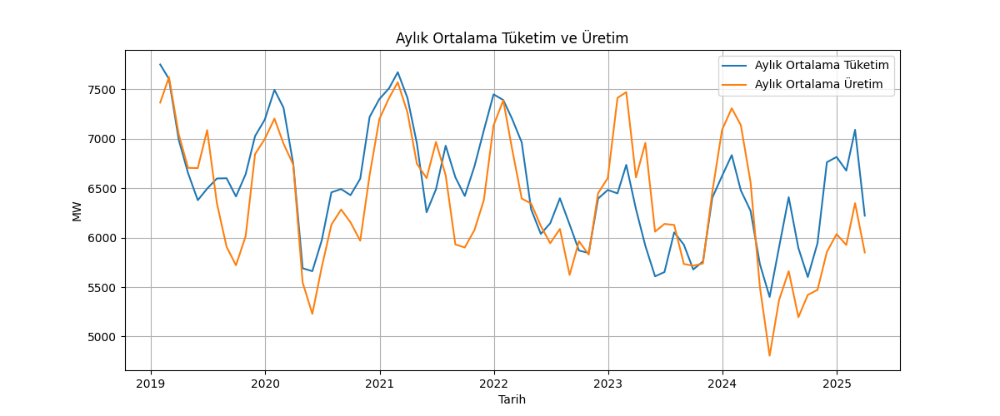 Aylık Ortalama Tüketim ve Üretim
Aylık Ortalama Tüketim
Aylık Ortalama Üretim
7500
7000
6500
6000
5500
5000
MW
2019 2020 2021 2022 2023 2024 2025
Tarih